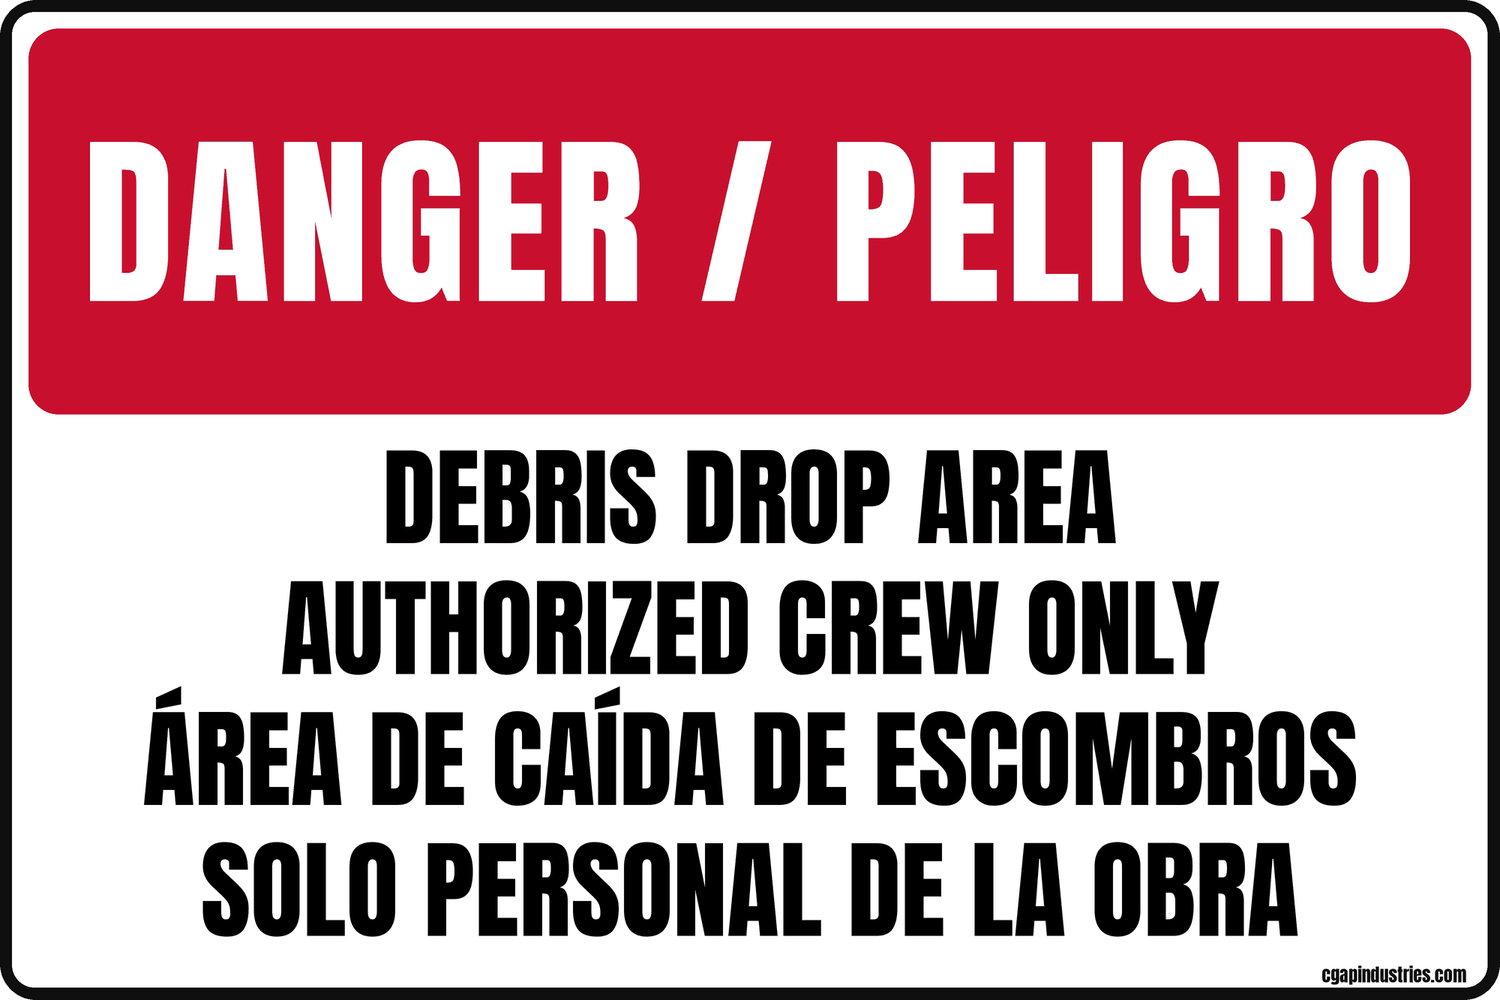 DANGER / PELIGRO
DEBRIS DROP AREA
AUTHORIZED CREW ONLY
ÁREA DE CAÍDA DE ESCOMBROS
SOLO PERSONAL DE LA OBRA
cgapindustries.com